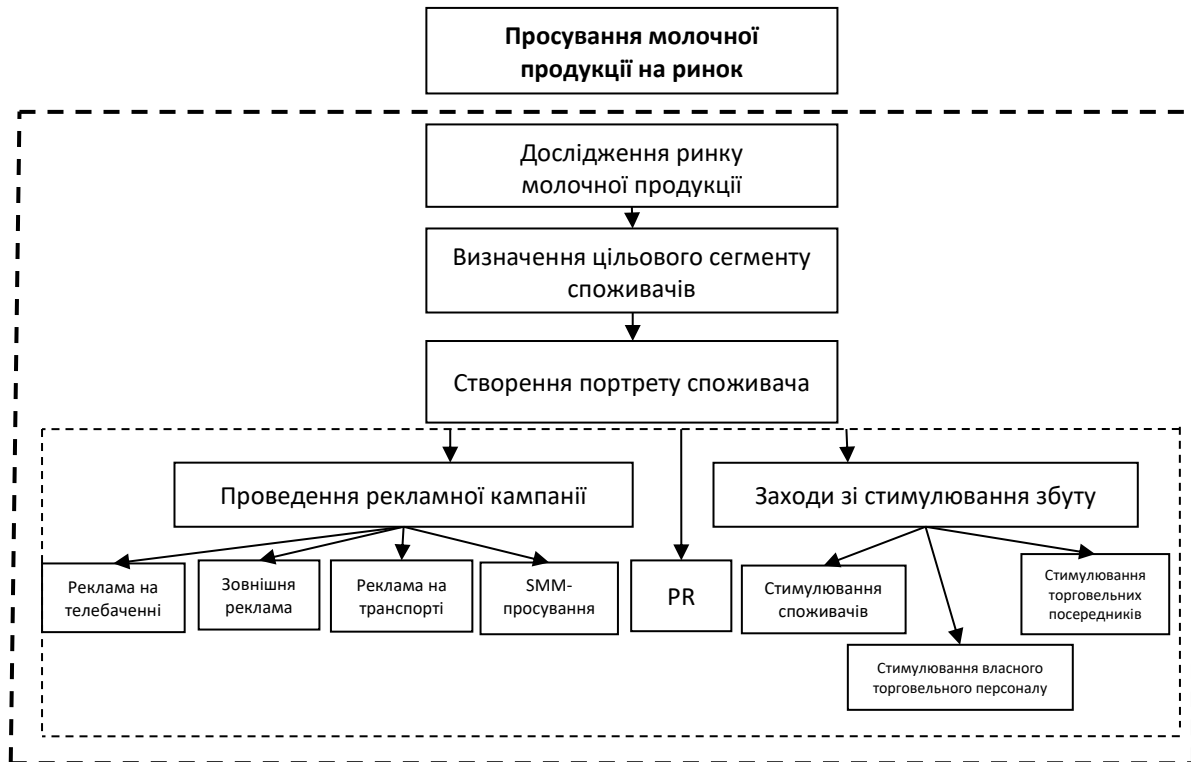 Просування молочної
продукції на ринок
Дослідження ринку
молочної продукції
Визначення цільового сегменту
споживачів
Створення портрету споживача
Проведення рекламної кампанії
Заходи зі стимулювання збуту
Реклама на
телебаченні
Зовнішня
реклама
Реклама на
транспорті
SMM-
просування
PR
Стимулювання
споживачів
Стимулювання
торговельних
посередників
Стимулювання власного
торговельного персоналу